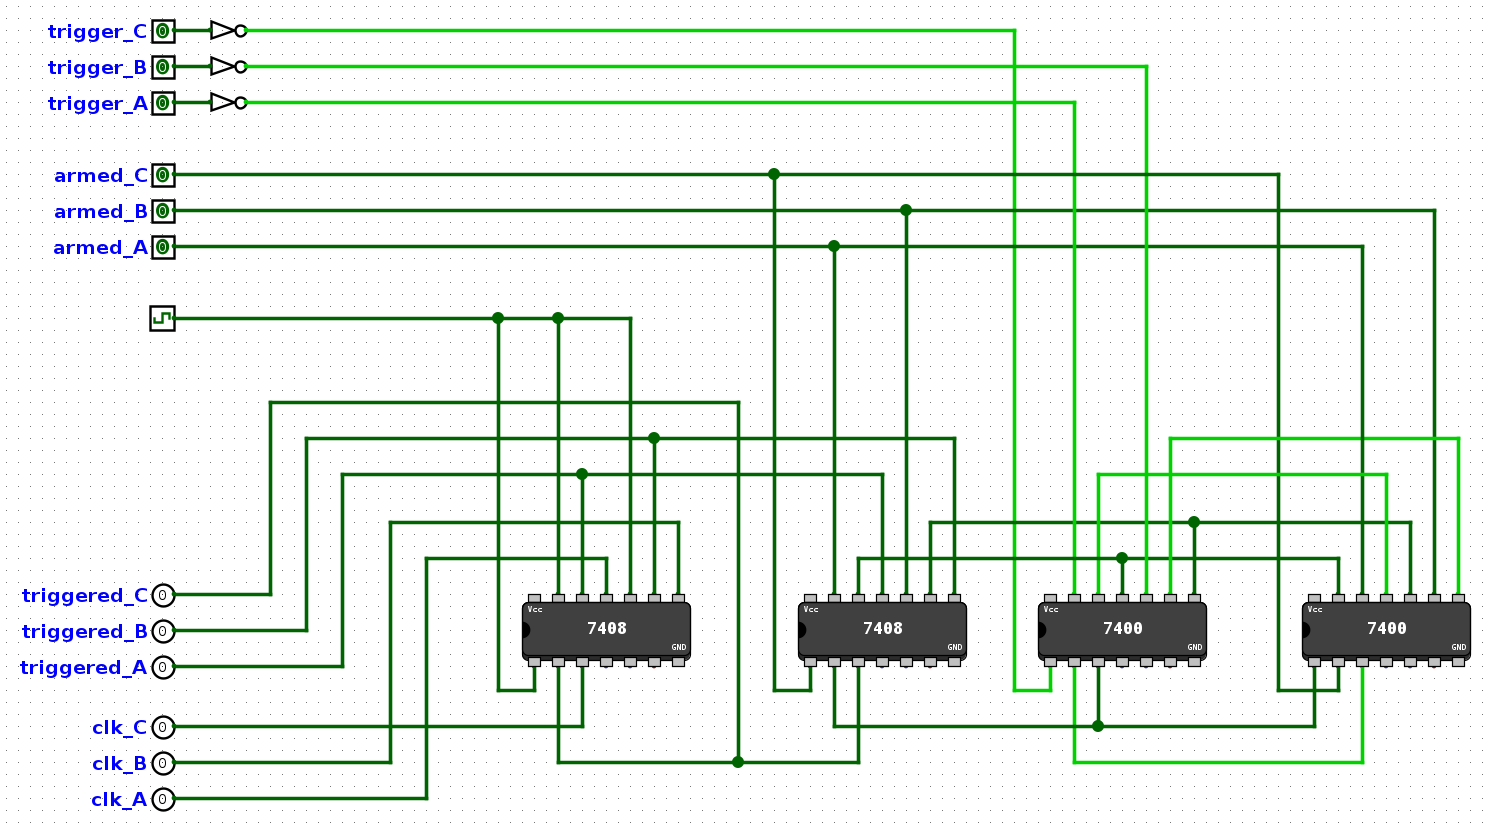 trigger_C 0
trigger_B 0
trigger_A 0
armed_C 0
armed_B 0
armed_A 0
triggered_C 0
triggered_B 0
triggered_A 0
clk_C 0
clk_B 0
clk_A 0
Vcc
7408
GND
Vcc
7408
GND
Vcc
7400
GND
Vcc
7400
GND